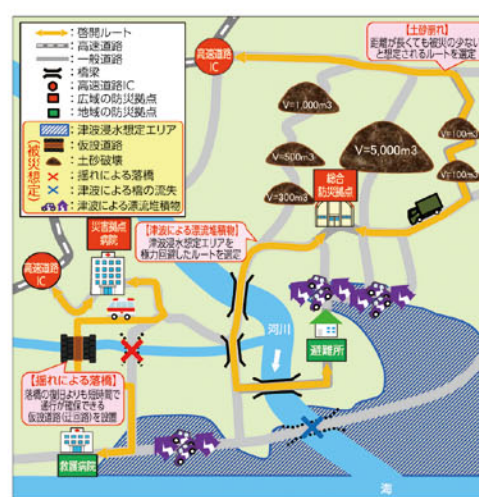 :啓開ルート
:高速道路
:一般道路
:橋梁
:高速道路IC
:広域の防災拠点
:地域の防災拠点
(被災想定)
:津波浸水想定エリア
:仮設道路
:土砂破壊
:揺れによる落橋
:津波による橋の流失
:津波による漂流堆積物
高速道路
IC
【土砂崩れ】
距離が長くても被災の少ない
と想定されるルートを選定
V=1,000m3
V=500m3
V=5,000m3
V=300m3
V=100m3
V=100m3
総合
防災拠点
災害拠点
病院
【津波による漂流堆積物】
津波浸水想定エリアを
極力回避したルートを選定
高速道路
IC
河川
避難所
【揺れによる落橋】
落橋の復旧よりも短時間で
通行が確保できる
仮設道路(迂回路)を設置
救護病院
海